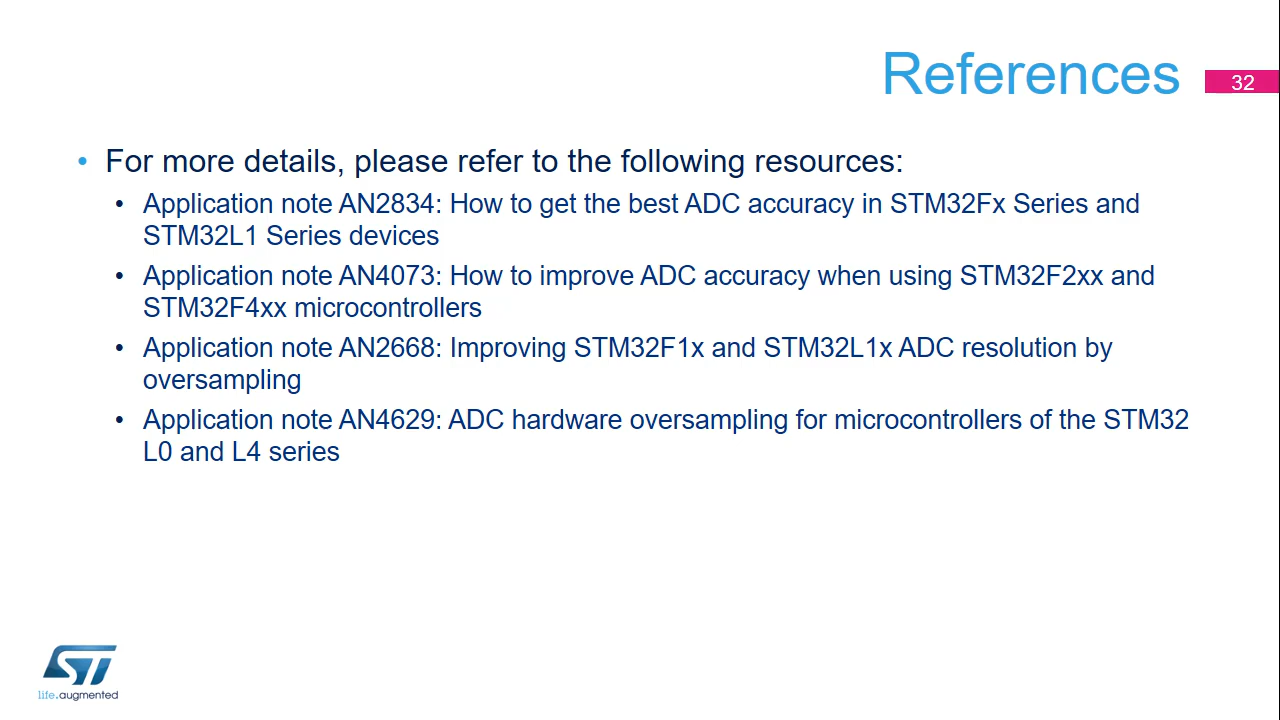 References
32
• For more details, please refer to the following resources:
• Application note AN2834: How to get the best ADC accuracy in STM32Fx Series and
STM32L1 Series devices
• Application note AN4073: How to improve ADC accuracy when using STM32F2xx and
STM32F4xx microcontrollers
• Application note AN2668: Improving STM32F1x and STM32L1x ADC resolution by
oversampling
• Application note AN4629: ADC hardware oversampling for microcontrollers of the STM32
L0 and L4 series
ST
life.augmented